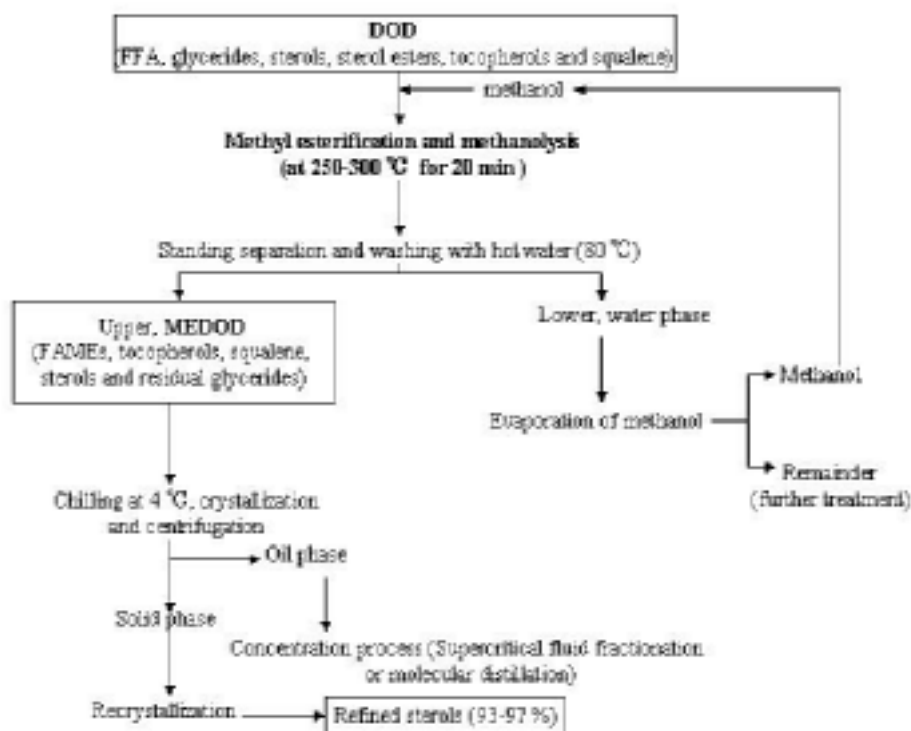 DOD
(FFA, glycerides, sterols, sterol esters, tocopherols and squalene)
methanol
Methyl esterification and methanolysis
(at 250-300 ℃ for 20 min )
Standing separation and washing with hot water (80 ℃)
Upper, MEDOD
(FAMEs, tocopherols, squalene,
sterols and residual glycerides)
Lower, water phase
Methanol
Evaporation of methanol
Remainder
(further treatment)
Chilling at 4 ℃, crystallization
and centrifugation
Oil phase
Solid phase
Concentration process (Supercritical fluid fractionation
or molecular distillation)
Recrystallization
Refined sterols (93-97 %)